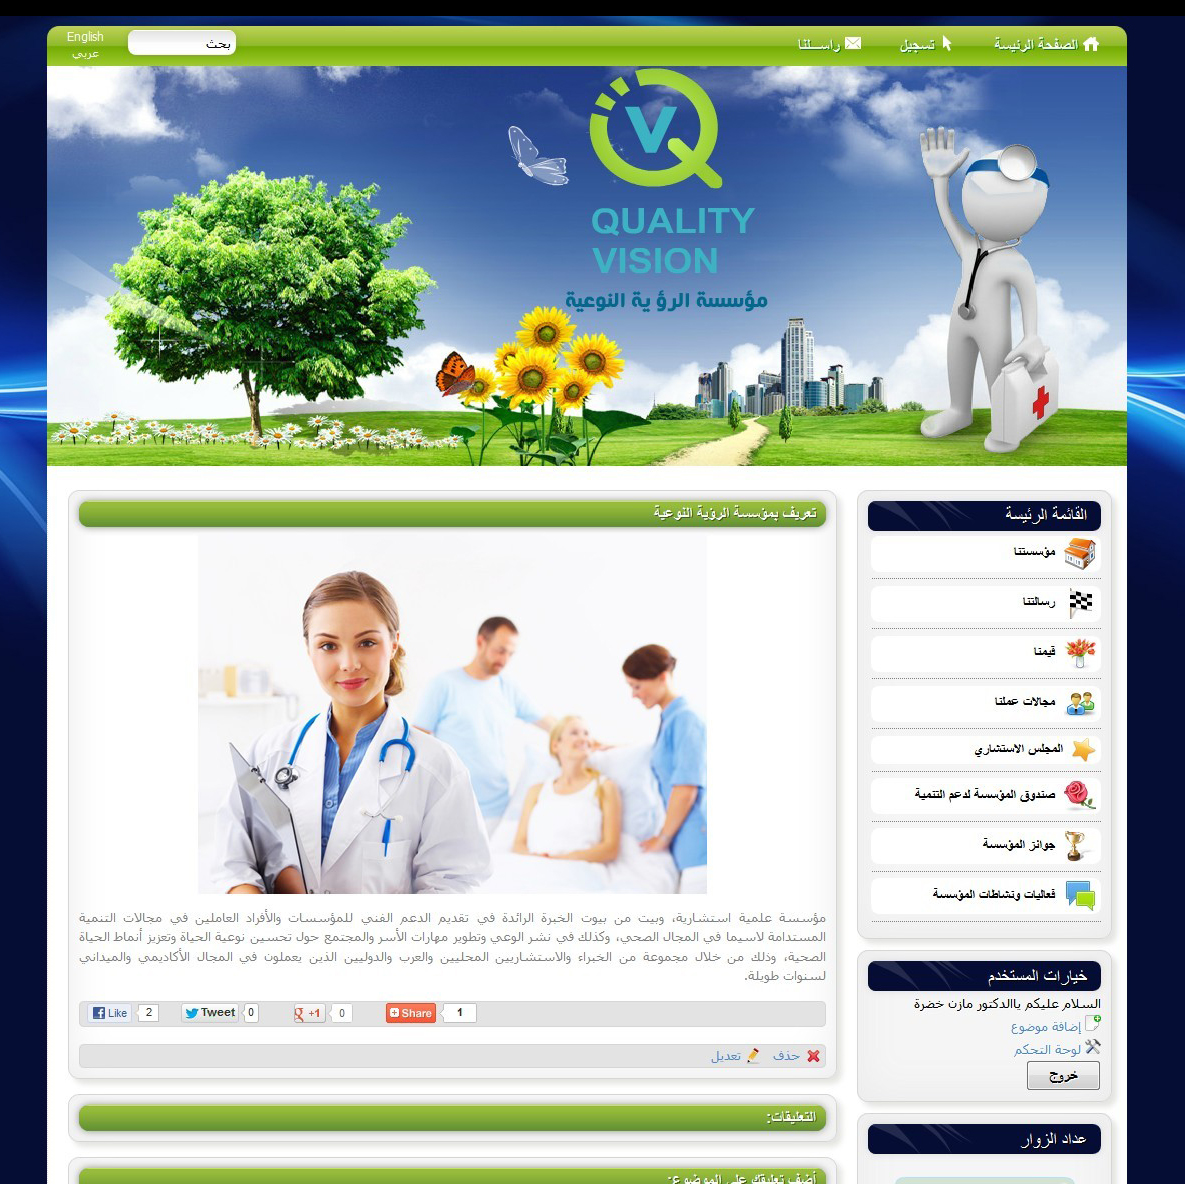 الصفحة الرئيسة
تسجيل
راســـلنا
بحث
English
عربي
QUALITY
VISION
مؤسسة الرؤية النوعية
القائمة الرئيسة
مؤسستنا
رسالتنا
قيمنا
مجالات عملنا
المجلس الاستشاري
صندوق المؤسسة لدعم التنمية
جوائز المؤسسة
فعاليات ونشاطات المؤسسة
خيارات المستخدم
السلام عليكم ياالدكتور مازن خضرة
إضافة موضوع
لوحة التحكم
خروج
عداد الزوار
تعريف بمؤسسة الرؤية النوعية
مؤسسة علمية استشارية، وبيت من بيوت الخبرة الرائدة في تقديم الدعم الفني للمؤسسات والأفراد العاملين في مجالات التنمية
المستدامة لاسيما في المجال الصحي، وكذلك في نشر الوعي وتطوير مهارات الأسر والمجتمع حول تحسين نوعية الحياة وتعزيز أنماط الحياة
الصحية، وذلك من خلال مجموعة من الخبراء والاستشاريين المحليين والعرب والدوليين الذين يعملون في المجال الأكاديمي والميداني
لسنوات طويلة.
Like 2 Tweet 0 g +1 0 Share 1
حذف تعديل
التعليقات:
أضف تعليقك على الموضوع: